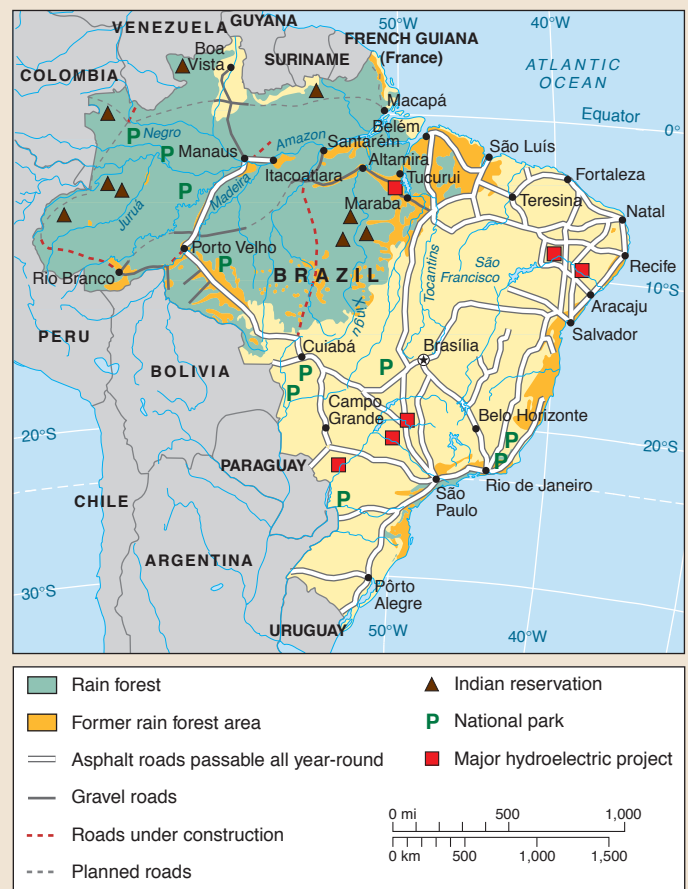 50°W
40°W
VENEZUELA
GUYANA
Boa
Vista
SURINAME
FRENCH GUIANA
(France)
COLOMBIA
ATLANTIC
OCEAN
Macapá
Equator
0°
Negro
Belém
Amazon
Santarém
São Luís
Manaus
Altamira
Itacoatiara
Tucurui
Fortaleza
Madeira
Maraba
Teresina
Juruá
Natal
Porto Velho
Tocantins
São
Francisco
Recife
Rio Branco
BRAZIL
10°S
Xingu
Aracaju
PERU
Salvador
Cuiabá
Brasília
BOLIVIA
Campo
Grande
Belo Horizonte
20°S
20°S
PARAGUAY
São
Paulo
Rio de Janeiro
CHILE
ARGENTINA
30°S
Pôrto
Alegre
URUGUAY
50°W
40°W
P
P
P
P
P
P
P
P
P
P
Rain forest
Former rain forest area
Asphalt roads passable all year-round
Gravel roads
Roads under construction
Planned roads
Indian reservation
P National park
Major hydroelectric project
0 mi 500 1,000
0 km 500 1,000 1,500